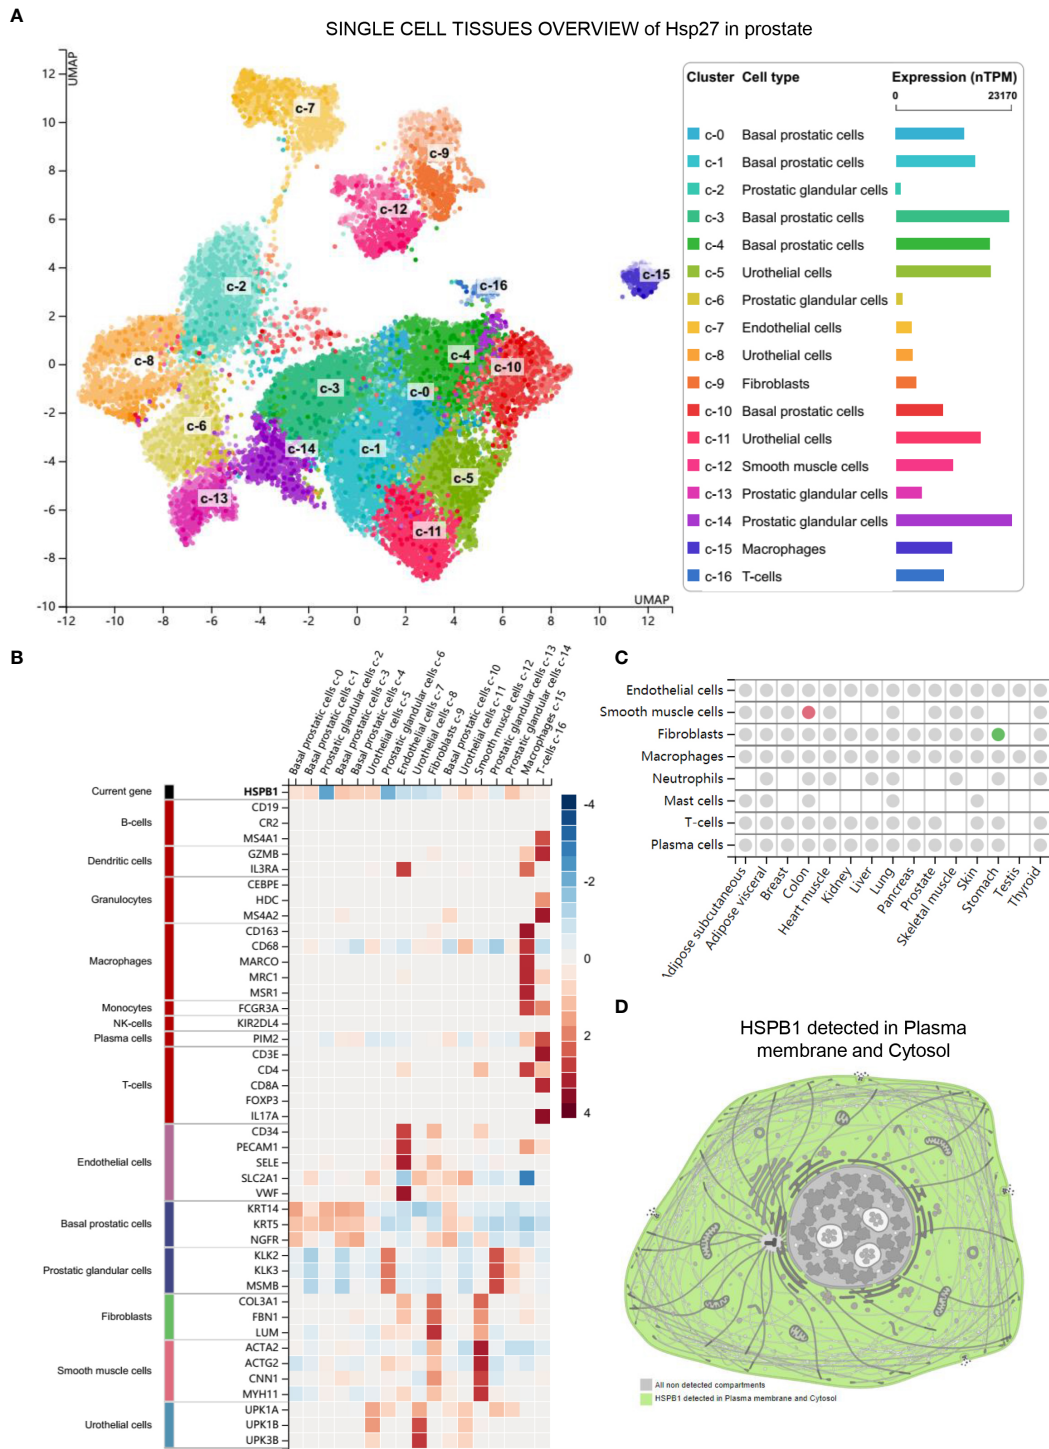 A
SINGLE CELL TISSUES OVERVIEW of Hsp27 in prostate
UMAP
12
10
8
6
4
2
0
-2
-4
-6
-8
-10
-12
-10
-8
-6
-4
-2
0
2
4
6
8
10
12
UMAP
c-7
c-9
c-12
c-2
c-15
c-16
c-8
c-4
c-10
c-3
c-0
c-6
c-14
c-1
c-5
c-13
c-11
Cluster Cell type Expression (nTPM)
0 23170
c-0 Basal prostatic cells
c-1 Basal prostatic cells
c-2 Prostatic glandular cells
c-3 Basal prostatic cells
c-4 Basal prostatic cells
c-5 Urothelial cells
c-6 Prostatic glandular cells
c-7 Endothelial cells
c-8 Urothelial cells
c-9 Fibroblasts
c-10 Basal prostatic cells
c-11 Urothelial cells
c-12 Smooth muscle cells
c-13 Prostatic glandular cells
c-14 Prostatic glandular cells
c-15 Macrophages
c-16 T-cells
B
Basal prostatic cells c-0
Basal prostatic cells c-1
Prostatic glandular cells c-2
Basal prostatic cells c-3
Basal prostatic cells c-4
Urothelial cells c-5
Prostatic glandular cells c-6
Endothelial cells c-7
Urothelial cells c-8
Fibroblasts c-9
Basal prostatic cells c-10
Urothelial cells c-11
Smooth muscle cells c-12
Prostatic glandular cells c-13
Prostatic glandular cells c-14
Macrophages c-15
T-cells c-16
Current gene
HSPB1
B-cells
CD19
CR2
MS4A1
Dendritic cells
GZMB
IL3RA
Granulocytes
CEBPE
HDC
MS4A2
Macrophages
CD163
CD68
MARCO
MRC1
MSR1
Monocytes
FCGR3A
NK-cells
KIR2DL4
Plasma cells
PIM2
T-cells
CD3E
CD4
CD8A
FOXP3
IL17A
Endothelial cells
CD34
PECAM1
SELE
SLC2A1
VWF
Basal prostatic cells
KRT14
KRT5
NGFR
Prostatic glandular cells
KLK2
KLK3
MSMB
Fibroblasts
COL3A1
FBN1
LUM
Smooth muscle cells
ACTA2
ACTG2
CNN1
MYH11
Urothelial cells
UPK1A
UPK1B
UPK3B
-4
-2
0
2
4
C
Endothelial cells
Smooth muscle cells
Fibroblasts
Macrophages
Neutrophils
Mast cells
T-cells
Plasma cells
Adipose subcutaneous
Adipose visceral
Breast
Colon
Heart muscle
Kidney
Liver
Lung
Pancreas
Prostate
Skeletal muscle
Skin
Stomach
Testis
Thyroid
D
HSPB1 detected in Plasma
membrane and Cytosol
All non detected compartments
HSPB1 detected in Plasma membrane and Cytosol